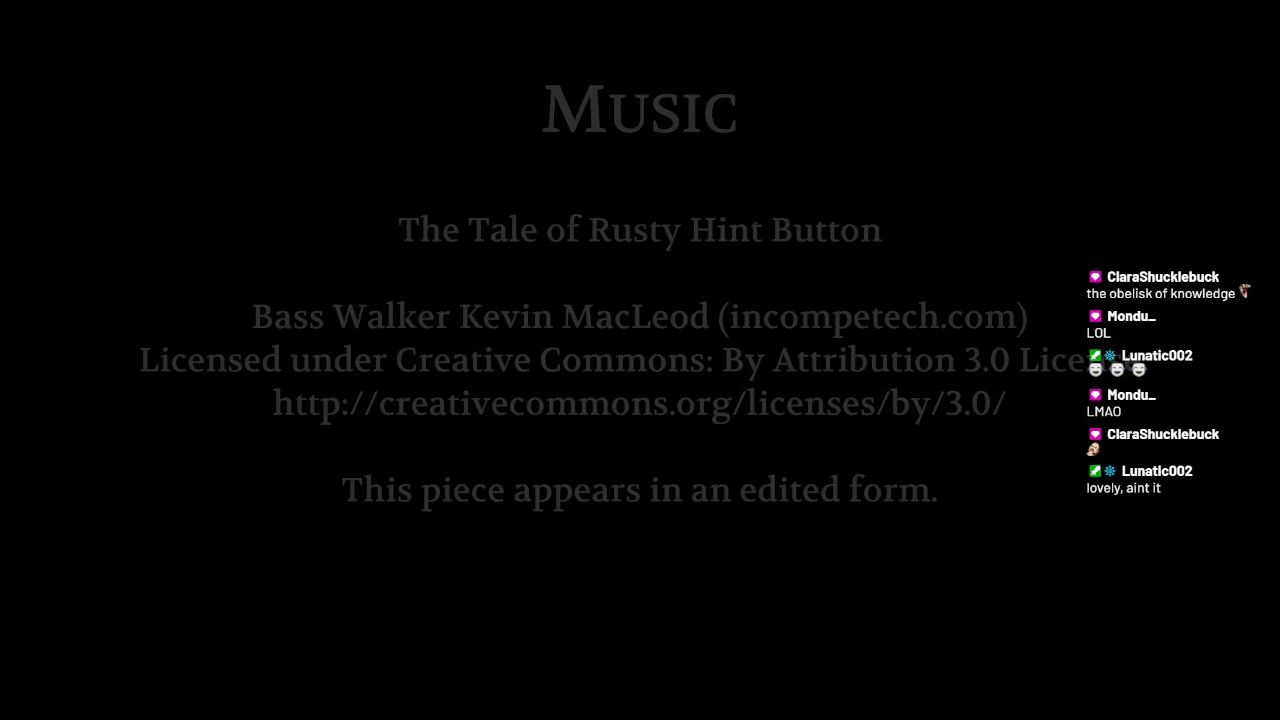 Music
The Tale of Rusty Hint Button
Bass Walker Kevin MacLeod (incompetech.com)
Licensed under Creative Commons: By Attribution 3.0
http://creativecommons.org/licenses/by/3.0/
This piece appears in an edited form.
ClaraShucklebuck
the obelisk of knowledge
Mondu_
LOL
Lunatic002
Mondu_
LMAO
ClaraShucklebuck
Lunatic002
lovely, aint it